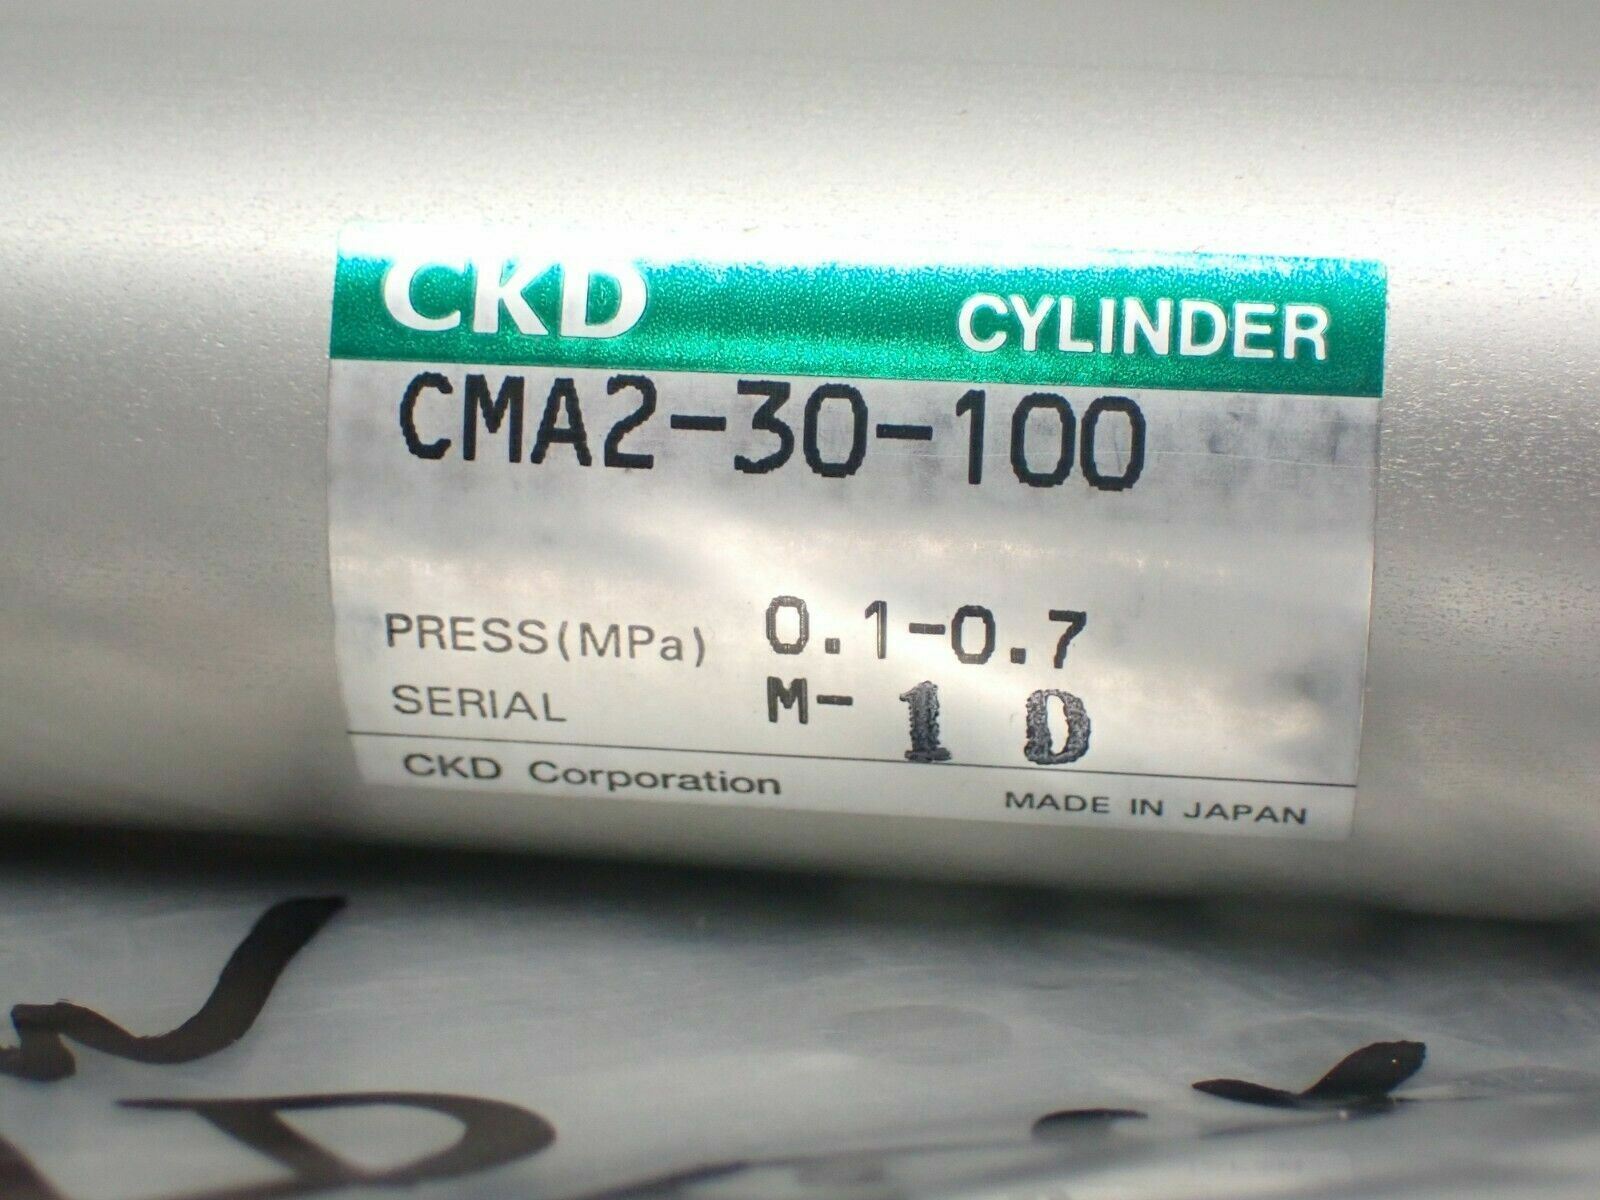 CKD CYLINDER
CMA2-30-100
PRESS(MPa) 0.1-0.7
SERIAL M-1 D
CKD Corporation MADE IN JAPAN